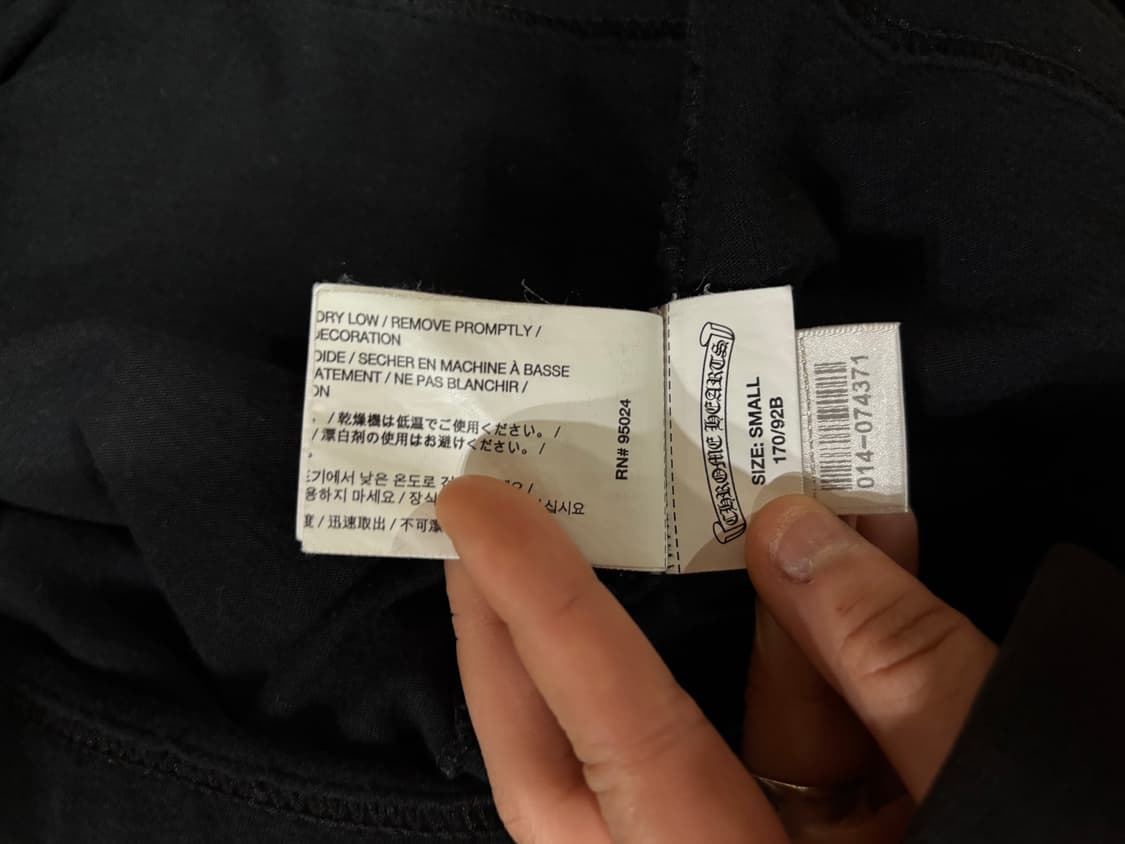 DRY LOW / REMOVE PROMPTLY /
DECORATION
OIDE / SECHER EN MACHINE À BASSE
ATEMENT / NE PAS BLANCHIR /
ON
/ 乾燥機は低温でご使用ください。 /
/ 漂白剤の使用はお避けください。 /
기에서 낮은 온도로
용하지 마세요 / 장식 십시요
度 / 迅速取出 / 不可漂
RN# 95024
CHROME HEARTS
SIZE: SMALL
170/92B
014-074371